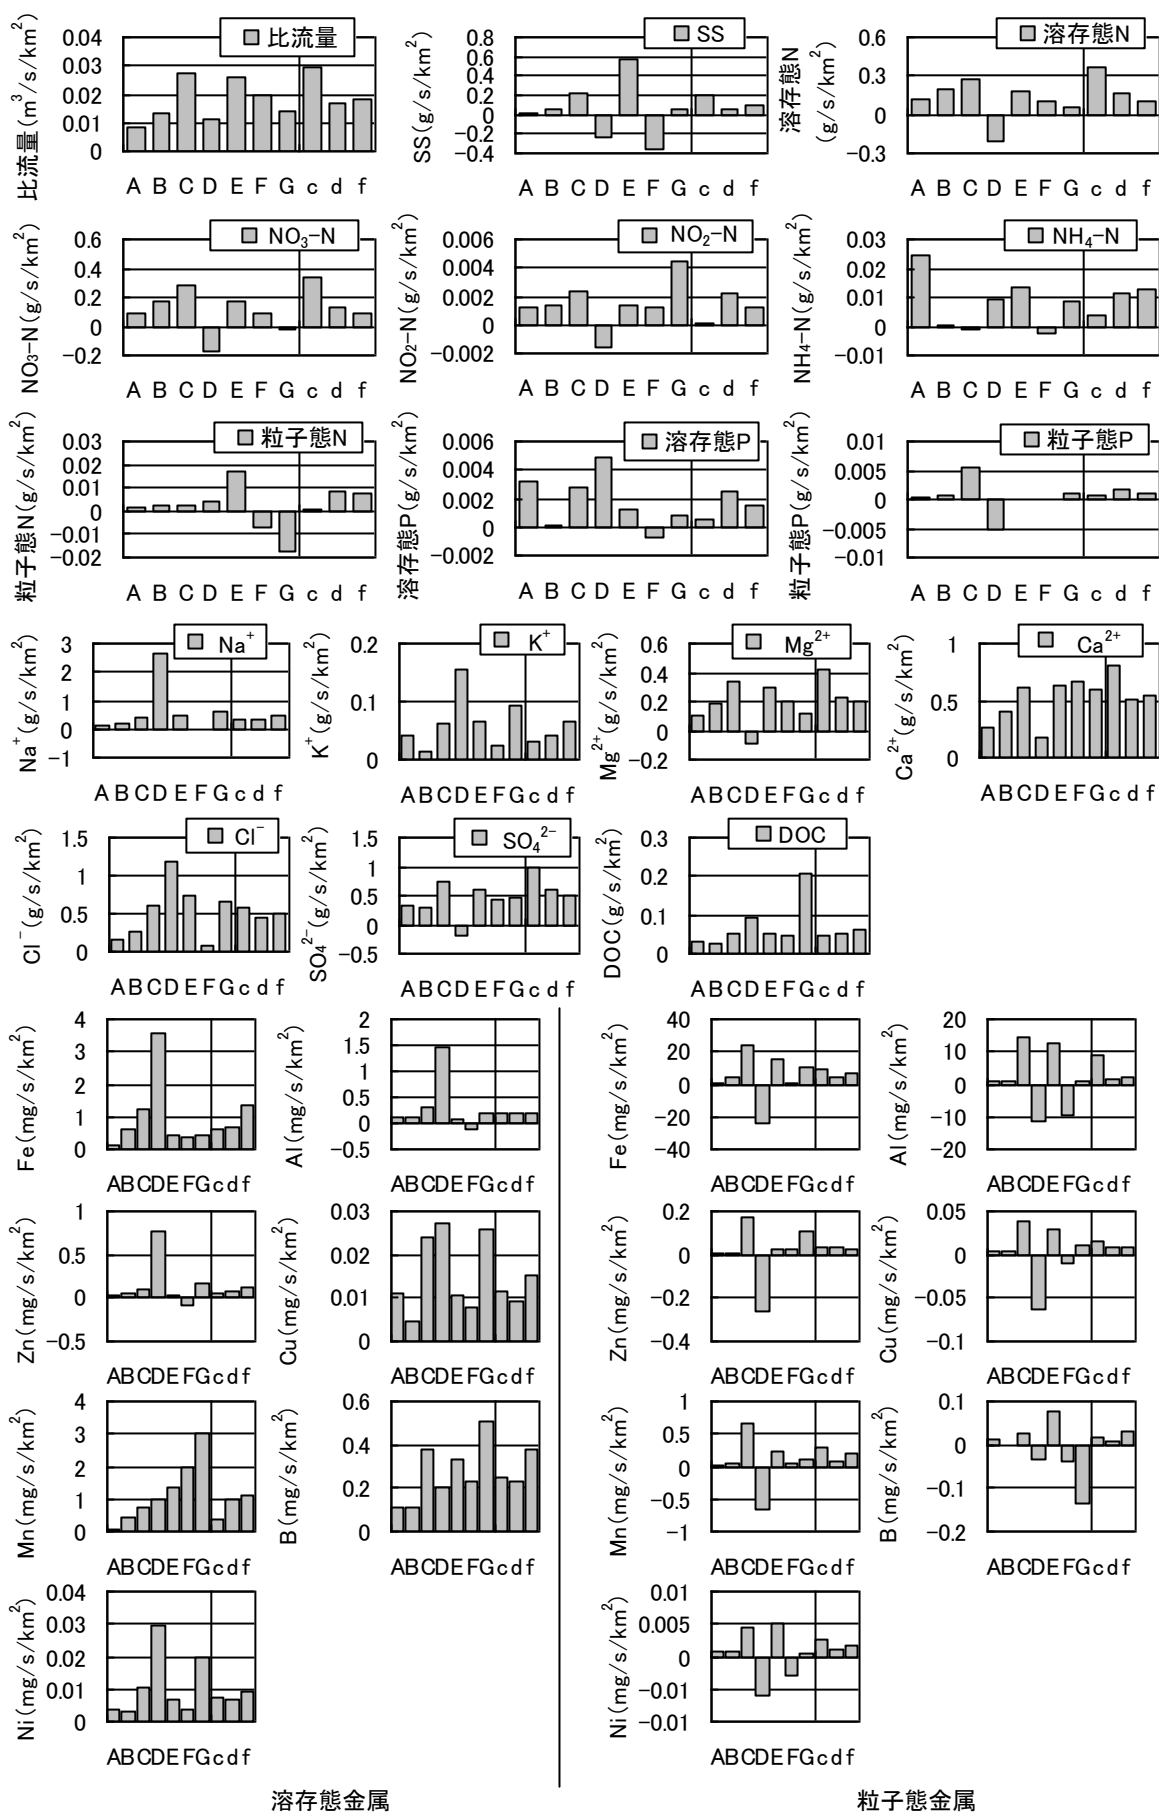 比流量
比流量(m³/s/km²)
0.04
0.03
0.02
0.01
0
A B C D E F G c d f
SS
SS(g/s/km²)
0.8
0.6
0.4
0.2
0
−0.2
−0.4
A B C D E F G c d f
溶存態N
溶存態N
(g/s/km²)
0.6
0.3
0
−0.3
A B C D E F G c d f
NO₃−N
NO₃−N(g/s/km²)
0.6
0.4
0.2
0
−0.2
A B C D E F G c d f
NO₂−N
NO₂−N(g/s/km²)
0.006
0.004
0.002
0
−0.002
A B C D E F G c d f
NH₄−N
NH₄−N(g/s/km²)
0.03
0.02
0.01
0
−0.01
A B C D E F G c d f
粒子態N
粒子態N(g/s/km²)
0.03
0.02
0.01
0
−0.01
−0.02
A B C D E F G c d f
溶存態P
溶存態P(g/s/km²)
0.006
0.004
0.002
0
−0.002
A B C D E F G c d f
粒子態P
粒子態P(g/s/km²)
0.01
0.005
0
−0.005
−0.01
A B C D E F G c d f
Na⁺
Na⁺(g/s/km²)
3
2
1
0
−1
A B C D E F G c d f
K⁺
K⁺(g/s/km²)
0.2
0.1
0
A B C D E F G c d f
Mg²⁺
Mg²⁺(g/s/km²)
0.6
0.4
0.2
0
−0.2
A B C D E F G c d f
Ca²⁺
Ca²⁺(g/s/km²)
1
0.5
0
A B C D E F G c d f
Cl⁻
Cl⁻(g/s/km²)
1.5
1
0.5
0
A B C D E F G c d f
SO₄²⁻
SO₄²⁻(g/s/km²)
1.5
1
0.5
0
−0.5
A B C D E F G c d f
DOC
DOC(g/s/km²)
0.3
0.2
0.1
0
A B C D E F G c d f
Fe(mg/s/km²)
4
3
2
1
0
ABCDEFGcdf
Al(mg/s/km²)
2
1.5
1
0.5
0
−0.5
ABCDEFGcdf
Fe(mg/s/km²)
40
20
0
−20
−40
ABCDEFGcdf
Al(mg/s/km²)
20
10
0
−10
−20
ABCDEFGcdf
Zn(mg/s/km²)
1
0.5
0
−0.5
ABCDEFGcdf
Cu(mg/s/km²)
0.03
0.02
0.01
0
ABCDEFGcdf
Zn(mg/s/km²)
0.2
0
−0.2
−0.4
ABCDEFGcdf
Cu(mg/s/km²)
0.05
0
−0.05
−0.1
ABCDEFGcdf
Mn(mg/s/km²)
4
3
2
1
0
ABCDEFGcdf
B(mg/s/km²)
0.6
0.4
0.2
0
ABCDEFGcdf
Mn(mg/s/km²)
1
0.5
0
−0.5
−1
ABCDEFGcdf
B(mg/s/km²)
0.1
0
−0.1
−0.2
ABCDEFGcdf
Ni(mg/s/km²)
0.04
0.03
0.02
0.01
0
ABCDEFGcdf
Ni(mg/s/km²)
0.01
0.005
0
−0.01
−0.01
ABCDEFGcdf
溶存態金属
粒子態金属